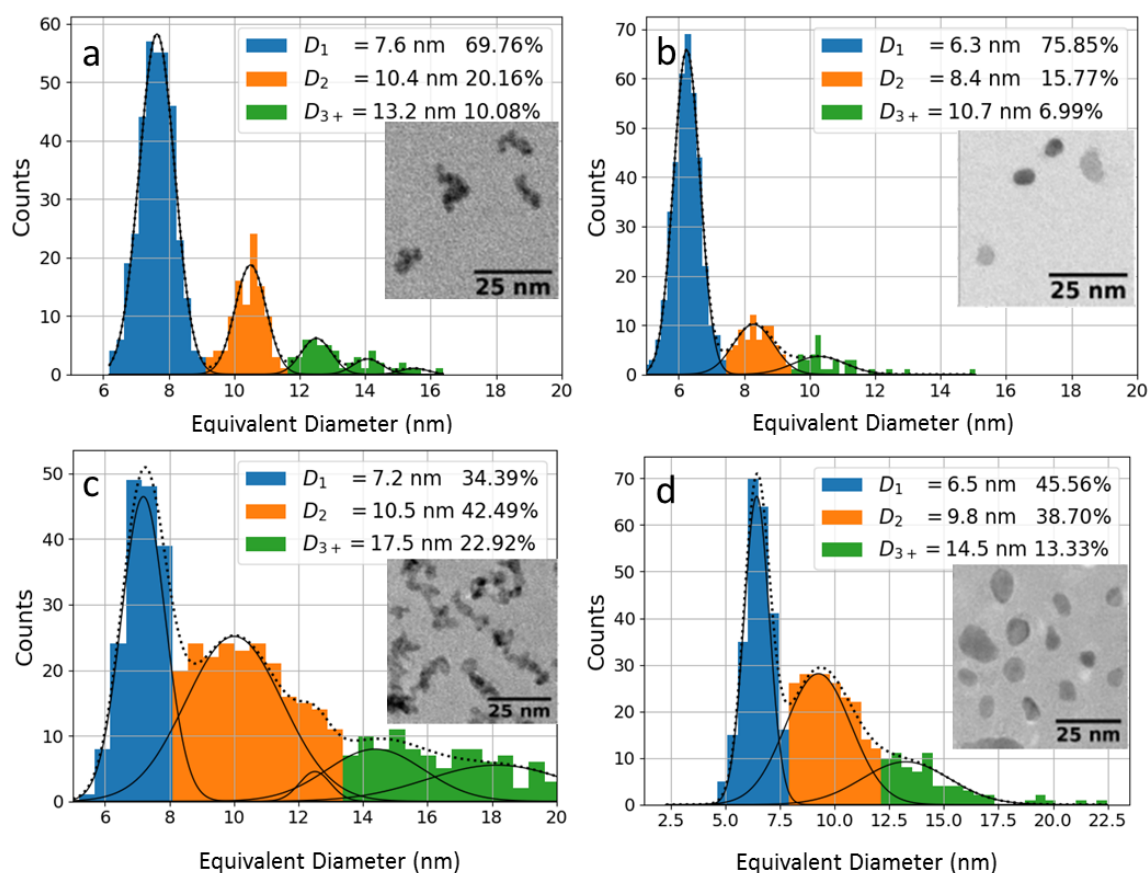 a
D₁ = 7.6 nm 69.76%
D₂ = 10.4 nm 20.16%
D₃₊ = 13.2 nm 10.08%
25 nm
Counts
60
50
40
30
20
10
0
6 8 10 12 14 16 18 20
Equivalent Diameter (nm)
b
D₁ = 6.3 nm 75.85%
D₂ = 8.4 nm 15.77%
D₃₊ = 10.7 nm 6.99%
25 nm
Counts
70
60
50
40
30
20
10
0
6 8 10 12 14 16 18 20
Equivalent Diameter (nm)
c
D₁ = 7.2 nm 34.39%
D₂ = 10.5 nm 42.49%
D₃₊ = 17.5 nm 22.92%
25 nm
Counts
50
40
30
20
10
0
6 8 10 12 14 16 18 20
Equivalent Diameter (nm)
d
D₁ = 6.5 nm 45.56%
D₂ = 9.8 nm 38.70%
D₃₊ = 14.5 nm 13.33%
25 nm
Counts
70
60
50
40
30
20
10
0
2.5 5.0 7.5 10.0 12.5 15.0 17.5 20.0 22.5
Equivalent Diameter (nm)